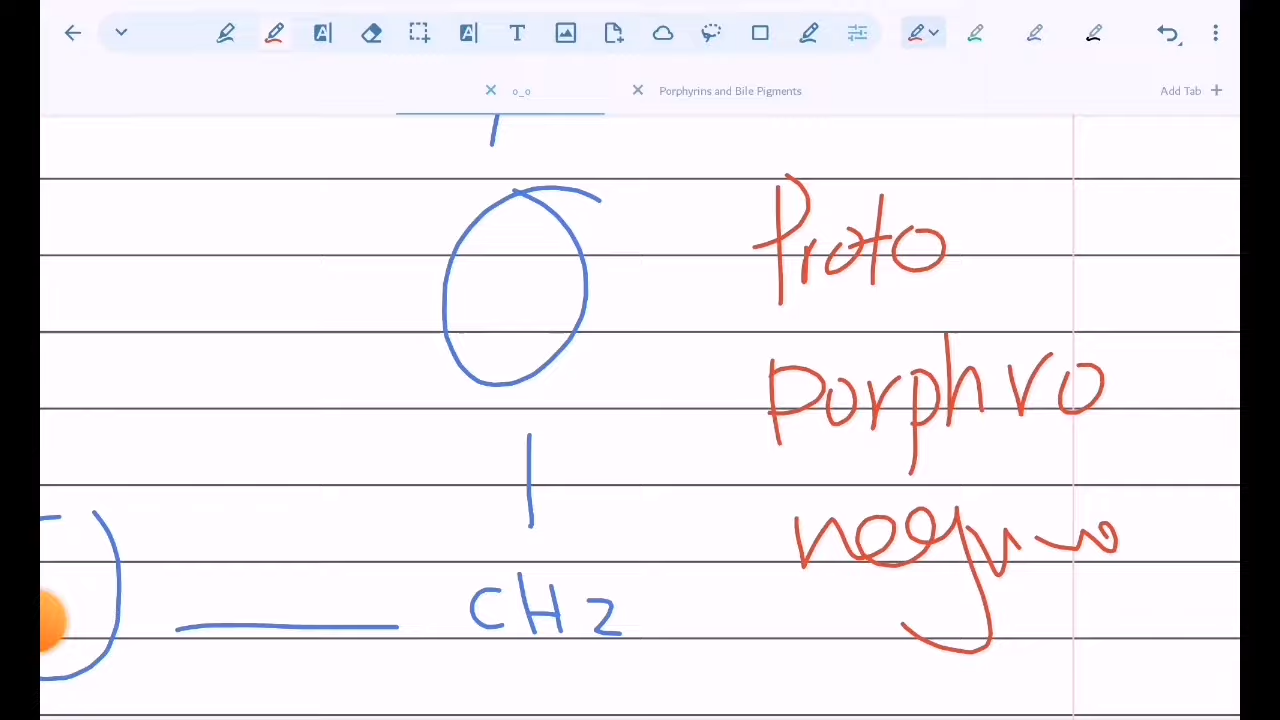 o_o
Porphyrins and Bile Pigments
Add Tab
Proto
porphro
CH2